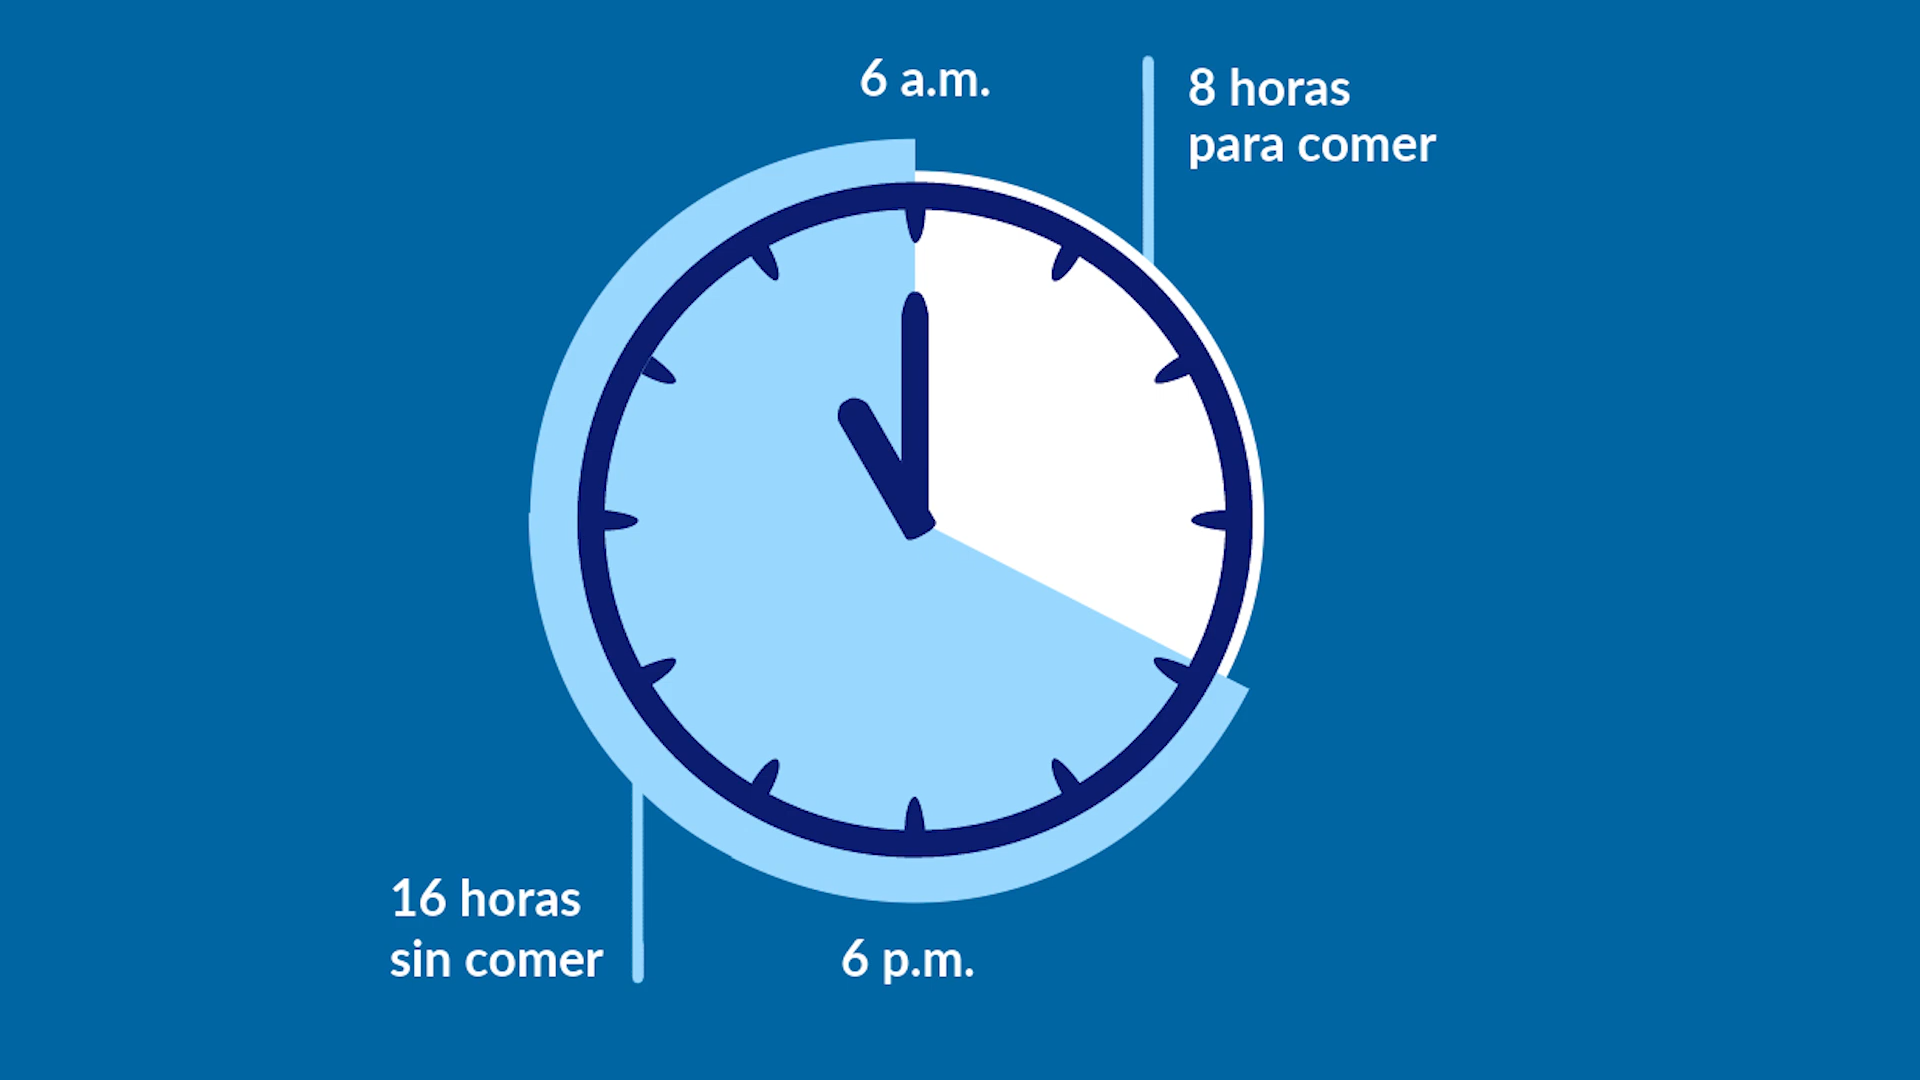 6 a.m.
8 horas
para comer
16 horas
sin comer
6 p.m.